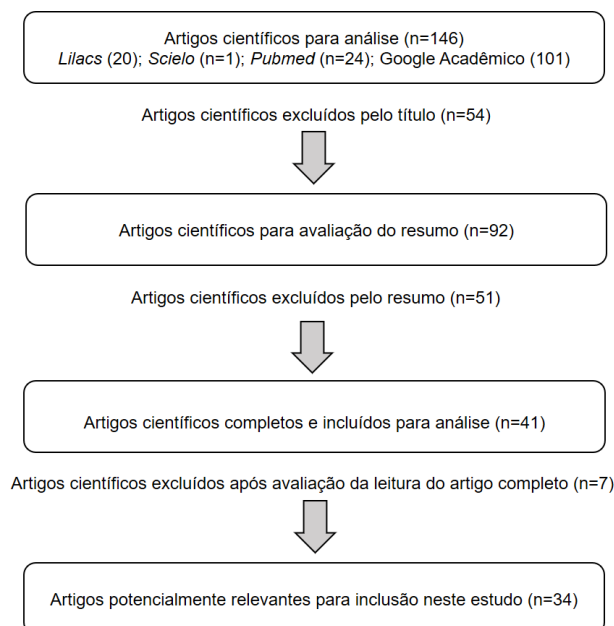 Artigos científicos para análise (n=146)
Lilacs (20); Scielo (n=1); Pubmed (n=24); Google Acadêmico (101)
Artigos científicos excluídos pelo título (n=54)
Artigos científicos para avaliação do resumo (n=92)
Artigos científicos excluídos pelo resumo (n=51)
Artigos científicos completos e incluídos para análise (n=41)
Artigos científicos excluídos após avaliação da leitura do artigo completo (n=7)
Artigos potencialmente relevantes para inclusão neste estudo (n=34)